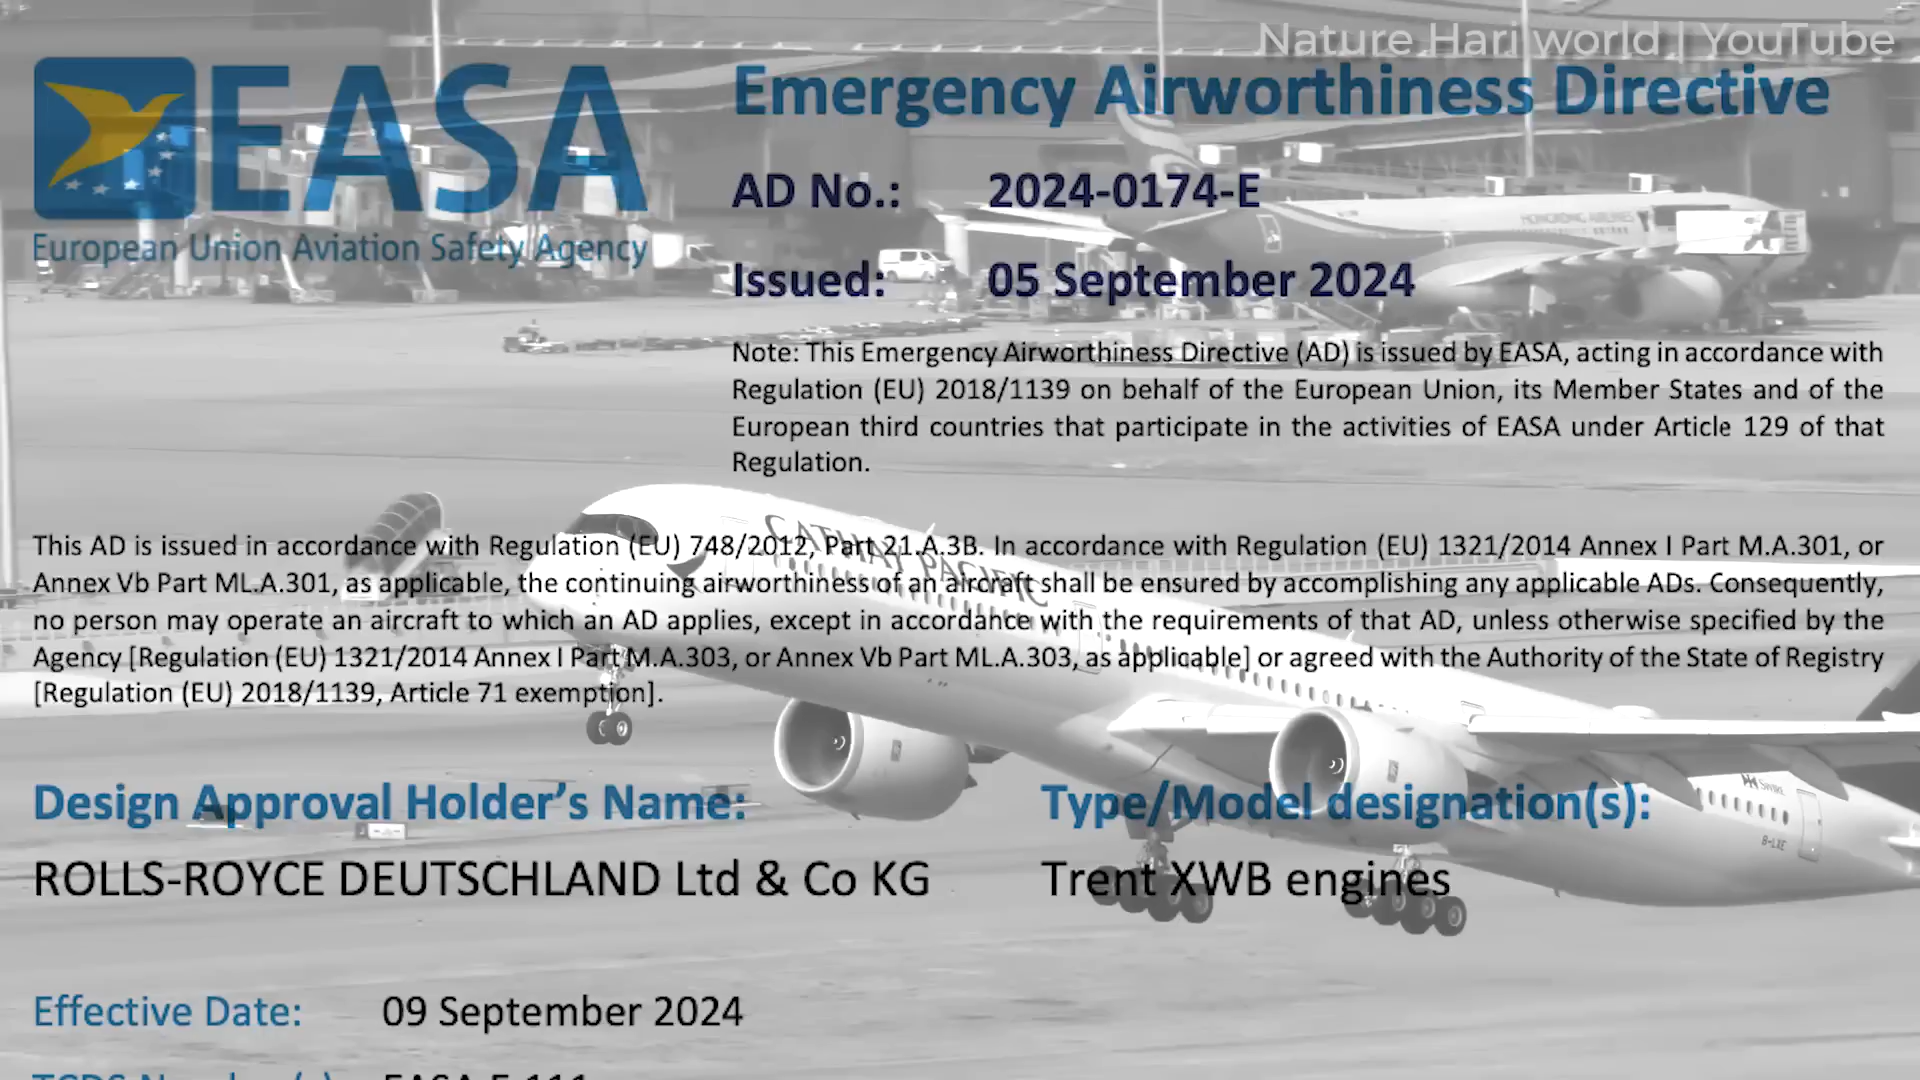 Nature Hari world | YouTube
EASA
European Union Aviation Safety Agency
Emergency Airworthiness Directive
AD No.: 2024-0174-E
Issued: 05 September 2024
Note: This Emergency Airworthiness Directive (AD) is issued by EASA, acting in accordance with
Regulation (EU) 2018/1139 on behalf of the European Union, its Member States and of the
European third countries that participate in the activities of EASA under Article 129 of that
Regulation.
HONGKONG AIRLINES
CATHAY PACIFIC
This AD is issued in accordance with Regulation (EU) 748/2012, Part 21.A.3B. In accordance with Regulation (EU) 1321/2014 Annex I Part M.A.301, or
Annex Vb Part ML.A.301, as applicable, the continuing airworthiness of an aircraft shall be ensured by accomplishing any applicable ADs. Consequently,
no person may operate an aircraft to which an AD applies, except in accordance with the requirements of that AD, unless otherwise specified by the
Agency [Regulation (EU) 1321/2014 Annex I Part M.A.303, or Annex Vb Part ML.A.303, as applicable] or agreed with the Authority of the State of Registry
[Regulation (EU) 2018/1139, Article 71 exemption].
SWIRE
B-LXE
Design Approval Holder's Name:
Type/Model designation(s):
ROLLS-ROYCE DEUTSCHLAND Ltd & Co KG
Trent XWB engines
Effective Date: 09 September 2024